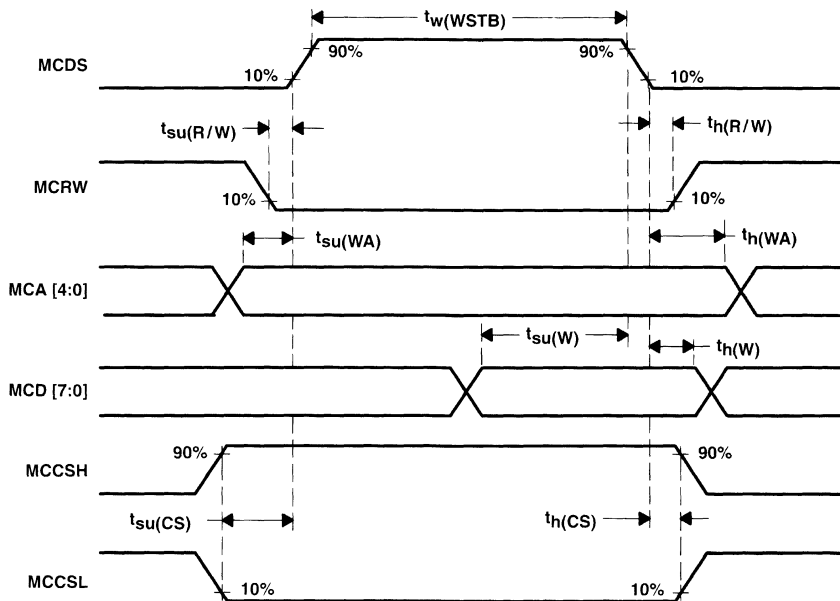 tw(WSTB)
MCDS
90%
90%
10%
10%
tsu(R/W)
th(R/W)
MCRW
10%
10%
tsu(WA)
th(WA)
MCA [4:0]
tsu(W)
th(W)
MCD [7:0]
90%
90%
MCCSH
tsu(CS)
th(CS)
MCCSL
10%
10%